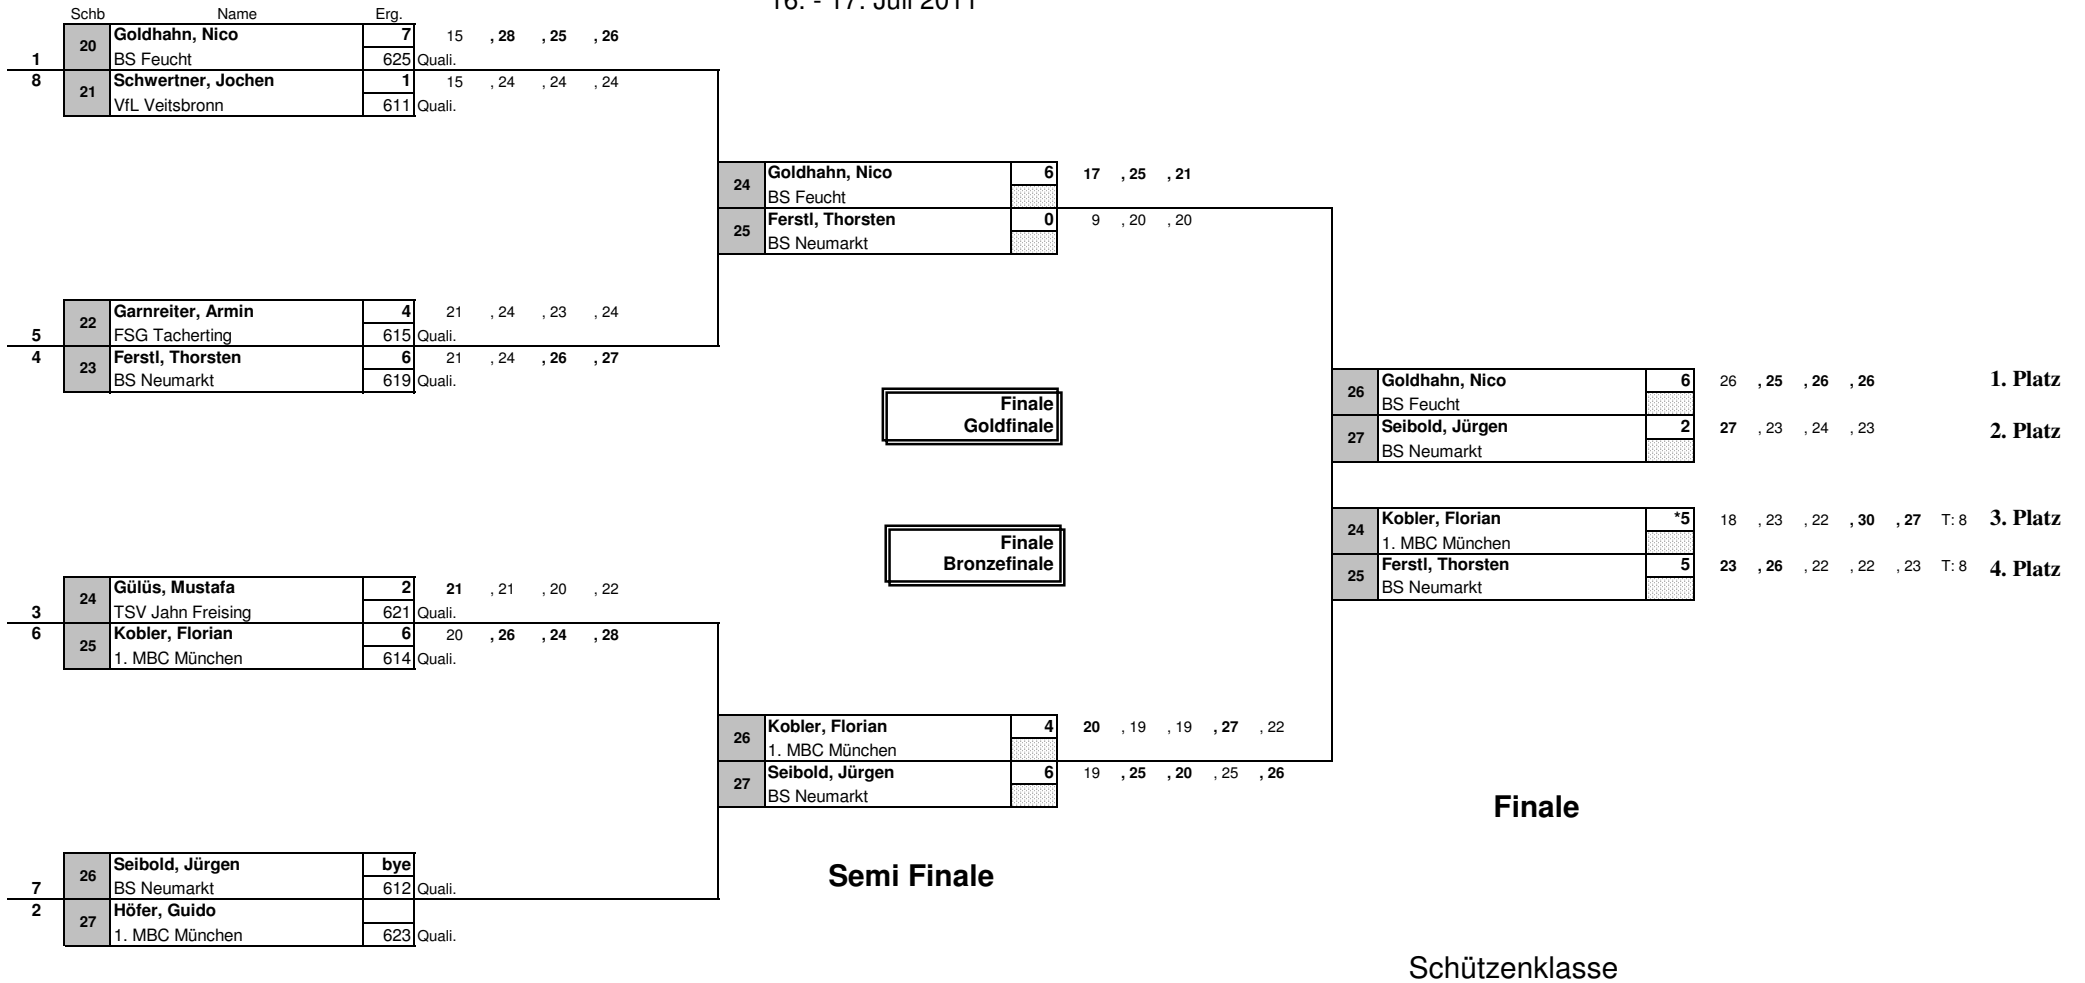 16. - 17. Juli 2011
Schb Name Erg.
20 Goldhahn, Nico 7 15 , 28 , 25 , 26
1 BS Feucht 625 Quali.
8 21 Schwertner, Jochen 1 15 , 24 , 24 , 24
VfL Veitsbronn 611 Quali.
24 Goldhahn, Nico 6 17 , 25 , 21
BS Feucht
25 Ferstl, Thorsten 0 9 , 20 , 20
BS Neumarkt
22 Garnreiter, Armin 4 21 , 24 , 23 , 24
5 FSG Tacherting 615 Quali.
4 23 Ferstl, Thorsten 6 21 , 24 , 26 , 27
BS Neumarkt 619 Quali.
26 Goldhahn, Nico 6 26 , 25 , 26 , 26 1. Platz
BS Feucht
Finale
Goldfinale
27 Seibold, Jürgen 2 27 , 23 , 24 , 23 2. Platz
BS Neumarkt
24 Kobler, Florian *5 18 , 23 , 22 , 30 , 27 T: 8 3. Platz
1. MBC München
Finale
Bronzefinale
25 Ferstl, Thorsten 5 23 , 26 , 22 , 22 , 23 T: 8 4. Platz
BS Neumarkt
24 Gülüs, Mustafa 2 21 , 21 , 20 , 22
3 TSV Jahn Freising 621 Quali.
6 25 Kobler, Florian 6 20 , 26 , 24 , 28
1. MBC München 614 Quali.
26 Kobler, Florian 4 20 , 19 , 19 , 27 , 22
1. MBC München
27 Seibold, Jürgen 6 19 , 25 , 20 , 25 , 26
BS Neumarkt
Finale
Semi Finale
26 Seibold, Jürgen bye
7 BS Neumarkt 612 Quali.
2 27 Höfer, Guido
1. MBC München 623 Quali.
Schützenklasse